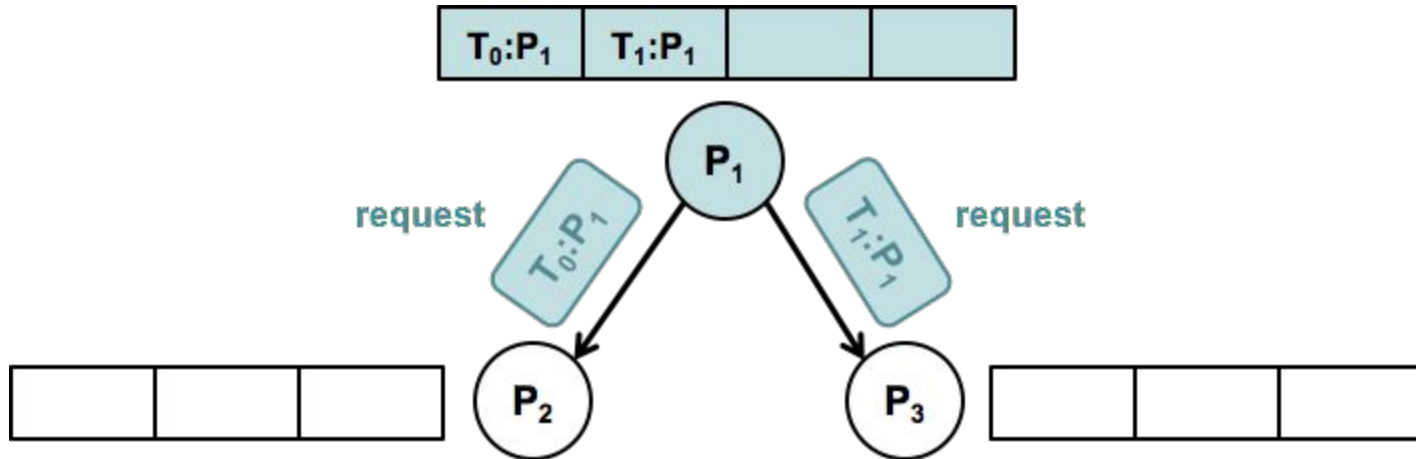 T₀:P₁ T₁:P₁
P₁
request T₀:P₁ T₁:P₁ request
P₂ P₃